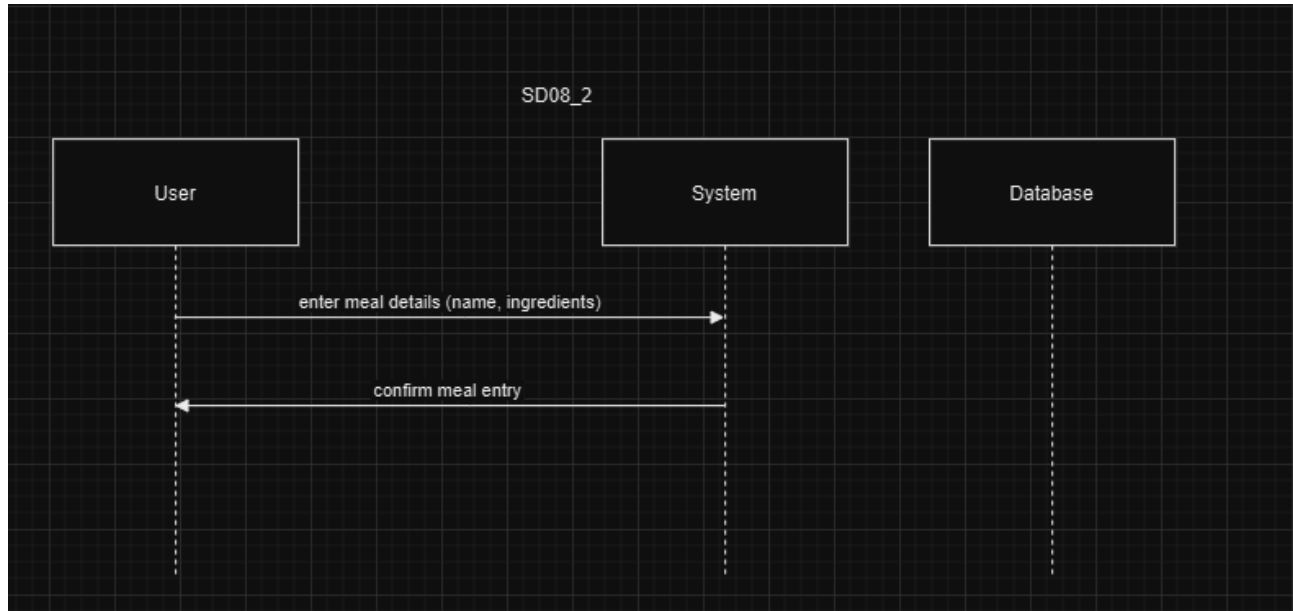 SD08_2
User
System
Database
enter meal details (name, ingredients)
confirm meal entry